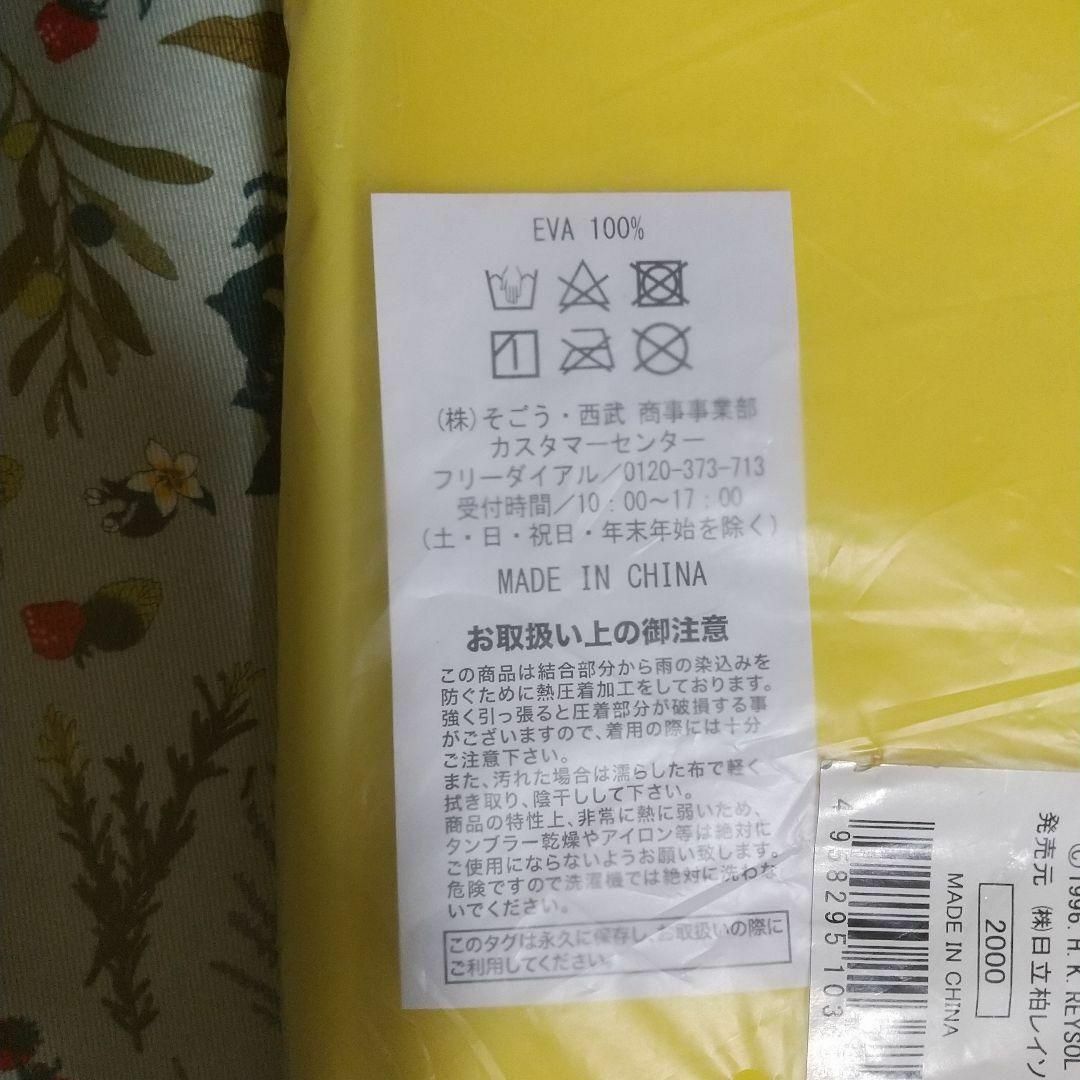 EVA 100%
(株)そごう・西武 商事事業部
カスタマーセンター
フリーダイアル/0120-373-713
受付時間/10:00~17:00
(土・日・祝日・年末年始を除く)
MADE IN CHINA
お取扱い上の御注意
この商品は結合部分から雨の染込みを
防ぐために熱圧着加工をしております。
強く引っ張ると圧着部分が破損する事
がございますので、着用の際には十分
ご注意下さい。
また、汚れた場合は濡らした布で軽く
拭き取り、陰干しして下さい。
商品の特性上、非常に熱に弱いため、
タンブラー乾燥やアイロン等は絶対に
ご使用にならないようお願い致します。
危険ですので洗濯機では絶対に洗わな
いでください。
このタグは永久に保存し、お取扱いの際に
ご利用してください。
©1996. H. K. REYSOL
発売元 (株)日立柏レイソ
2000
MADE IN CHINA
4 958295 103